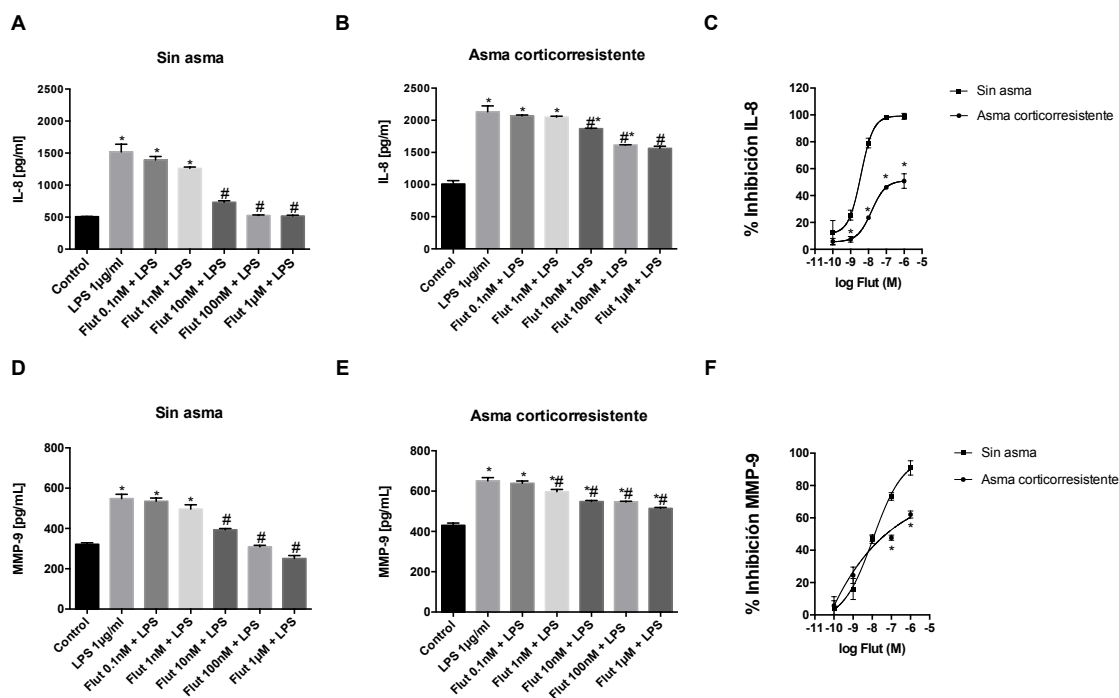 A
Sin asma
IL-8 [pg/ml]
2500
2000
1500
1000
500
0
*
*
*
#
#
#
Control
LPS 1µg/ml
Flut 0.1nM + LPS
Flut 1nM + LPS
Flut 10nM + LPS
Flut 100nM + LPS
Flut 1µM + LPS
B
Asma corticorresistente
IL-8 [pg/m]
2500
2000
1500
1000
500
0
*
*
*
#*
#*
#
Control
LPS 1µg/ml
Flut 0.1nM + LPS
Flut 1nM + LPS
Flut 10nM + LPS
Flut 100nM + LPS
Flut 1µM + LPS
C
Sin asma
Asma corticorresistente
% Inhibición IL-8
120
100
80
60
40
20
0
*
*
*
*
-11 -10 -9 -8 -7 -6 -5
log Flut (M)
D
Sin asma
MMP-9 [pg/mL]
800
600
400
200
0
*
*
*
#
#
#
Control
LPS 1µg/ml
Flut 0.1nM + LPS
Flut 1nM + LPS
Flut 10nM + LPS
Flut 100nM + LPS
Flut 1µM + LPS
E
Asma corticorresistente
MMP-9 [pg/mL]
800
600
400
200
0
*
*
*#
*#
*#
*#
Control
LPS 1µg/ml
Flut 0.1nM + LPS
Flut 1nM + LPS
Flut 10nM + LPS
Flut 100nM + LPS
Flut 1µM + LPS
F
Sin asma
Asma corticorresistente
% Inhibición MMP-9
120
100
80
60
40
20
0
*
*
-11 -10 -9 -8 -7 -6 -5
log Flut (M)